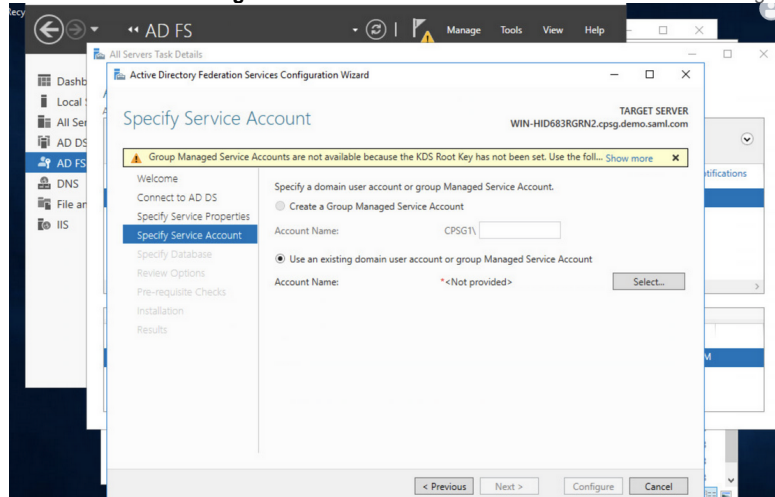 AD FS
Manage Tools View Help
All Servers Task Details
Active Directory Federation Services Configuration Wizard
Dashb
Local
All Ser
AD DS
AD FS
DNS
File ar
IIS
Specify Service Account
TARGET SERVER
WIN-HID683RGRN2.cpsg.demo.saml.com
Group Managed Service Accounts are not available because the KDS Root Key has not been set. Use the foll... Show more
Welcome
Connect to AD DS
Specify Service Properties
Specify Service Account
Specify Database
Review Options
Pre-requisite Checks
Installation
Results
Specify a domain user account or group Managed Service Account.
Create a Group Managed Service Account
Account Name: CPSG1\
Use an existing domain user account or group Managed Service Account
Account Name: *<Not provided> Select...
otifications
M
< Previous Next > Configure Cancel